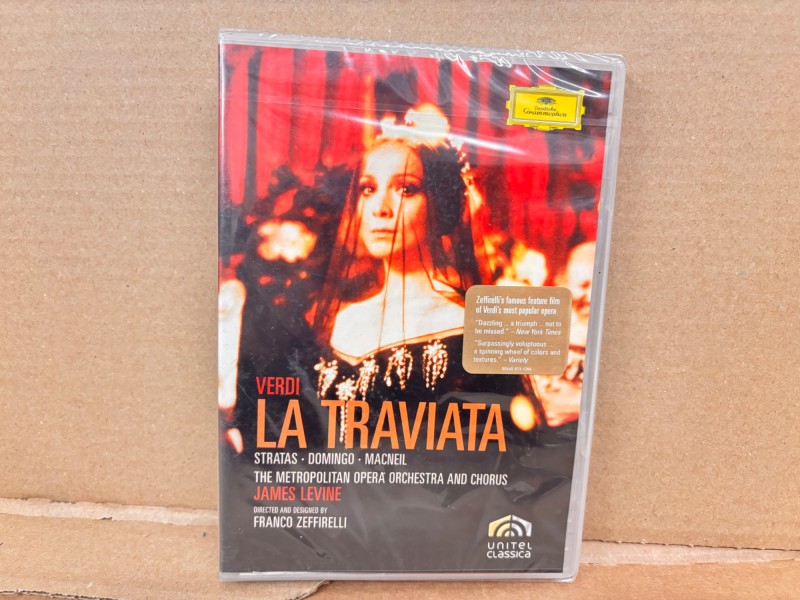 Deutsche
Grammophon
Zeffirelli's famous feature film
of Verdi's most popular opera
"Dazzling ... a triumph ... not to
be missed." – New York Times
"Surpassingly voluptuous ...
a spinning wheel of colors and
textures." – Variety
VERDI
LA TRAVIATA
STRATAS · DOMINGO · MACNEIL
THE METROPOLITAN OPERA ORCHESTRA AND CHORUS
JAMES LEVINE
DIRECTED AND DESIGNED BY
FRANCO ZEFFIRELLI
UNITEL
CLASSICA